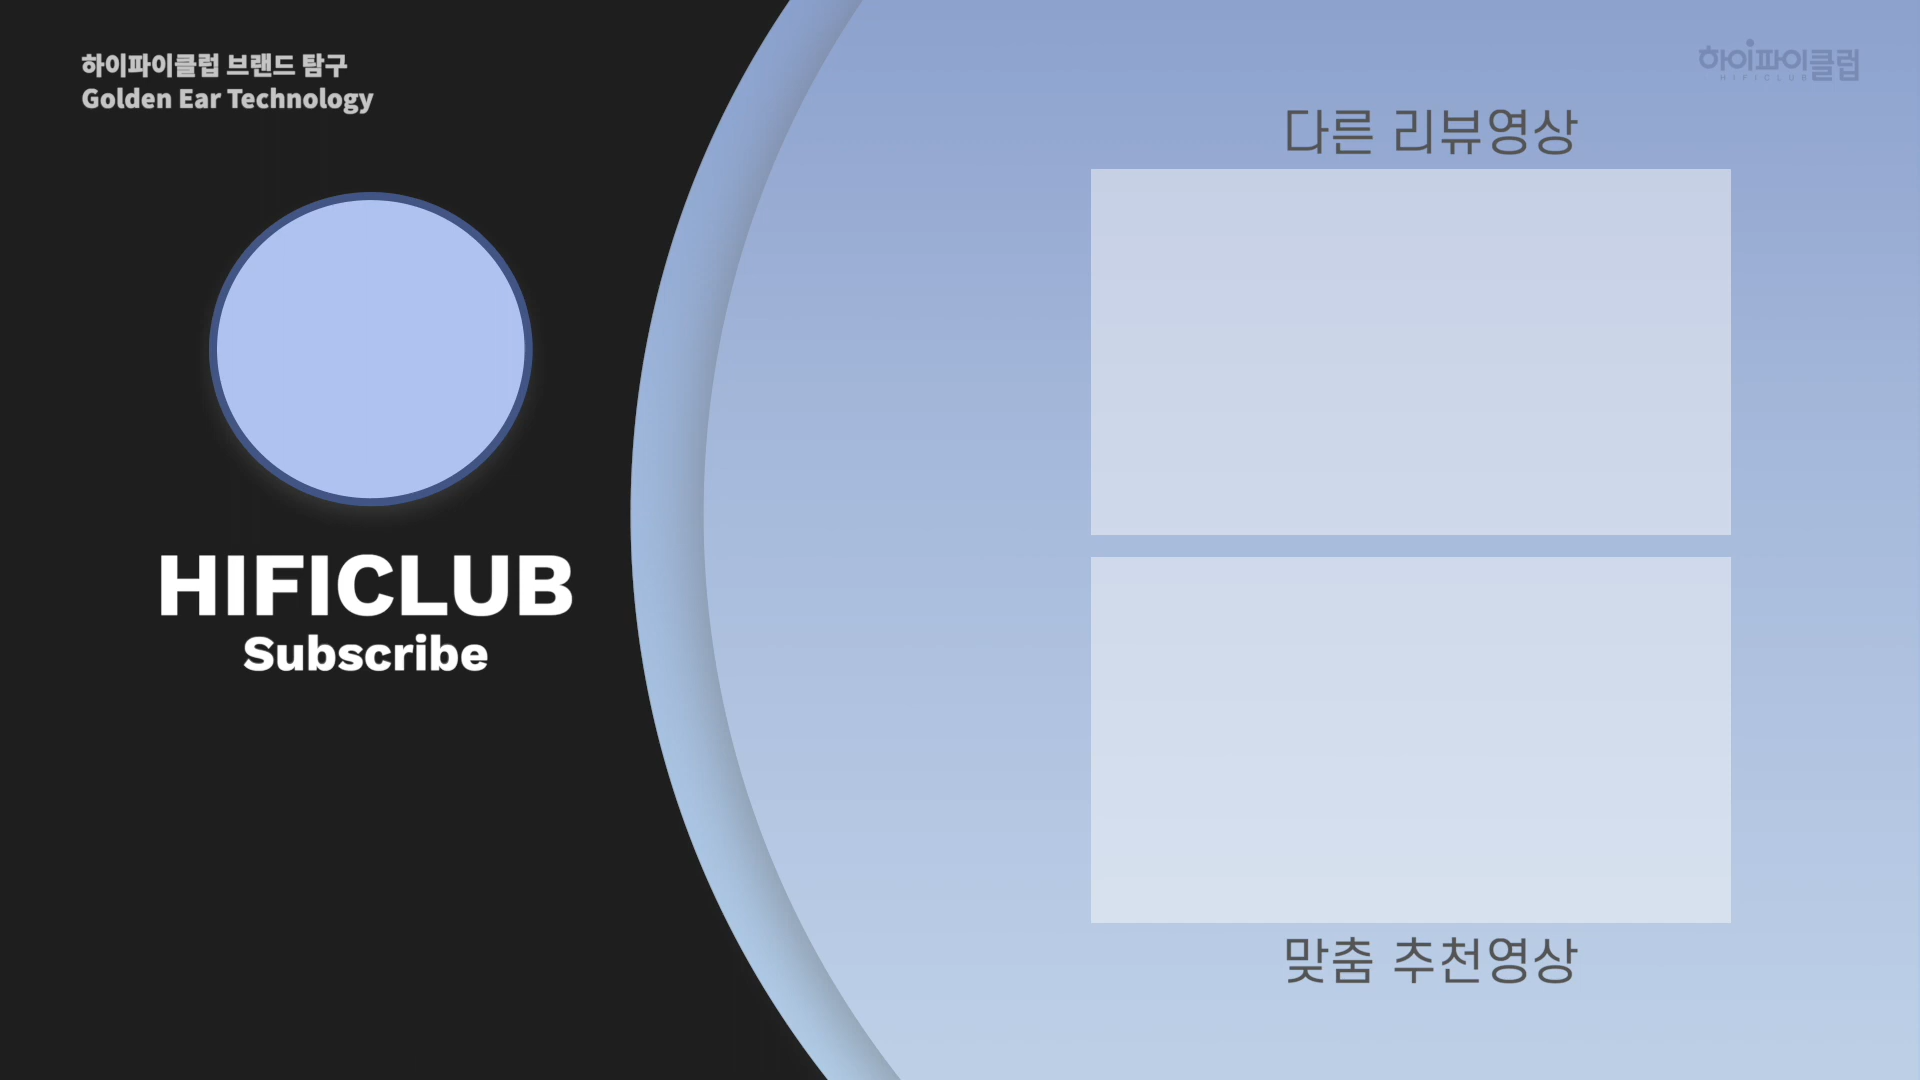 하이파이클럽 브랜드 탐구
Golden Ear Technology
하이파이클럽
HIFICLUB
다른 리뷰영상
HIFICLUB
Subscribe
맞춤 추천영상